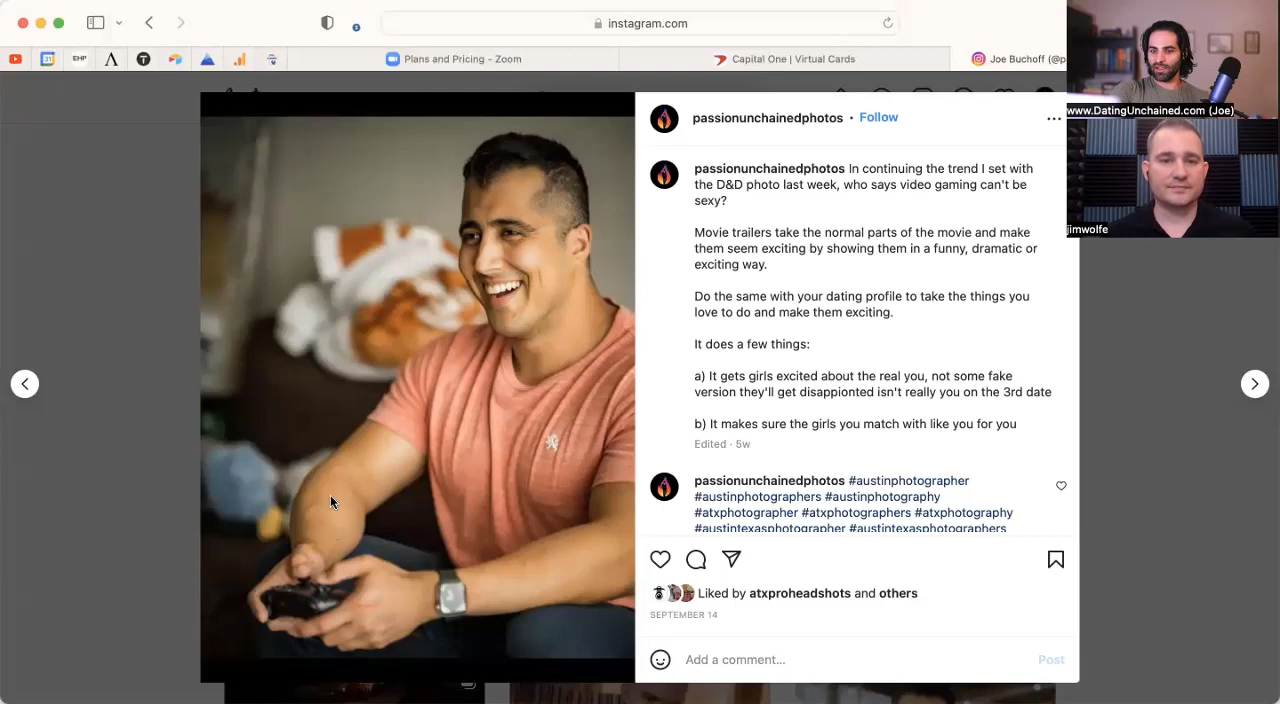 instagram.com
EHP
Plans and Pricing - Zoom
Capital One | Virtual Cards
Joe Buchoff (@p
www.DatingUnchained.com (Joe)
jimwolfe
passionunchainedphotos • Follow
passionunchainedphotos In continuing the trend I set with
the D&D photo last week, who says video gaming can't be
sexy?
Movie trailers take the normal parts of the movie and make
them seem exciting by showing them in a funny, dramatic or
exciting way.
Do the same with your dating profile to take the things you
love to do and make them exciting.
It does a few things:
a) It gets girls excited about the real you, not some fake
version they'll get disappionted isn't really you on the 3rd date
b) It makes sure the girls you match with like you for you
Edited · 5w
passionunchainedphotos #austinphotographer
#austinphotographers #austinphotography
#atxphotographer #atxphotographers #atxphotography
#austintexasphotographer #austintexasphotographers
Liked by atxproheadshots and others
SEPTEMBER 14
Add a comment...
Post